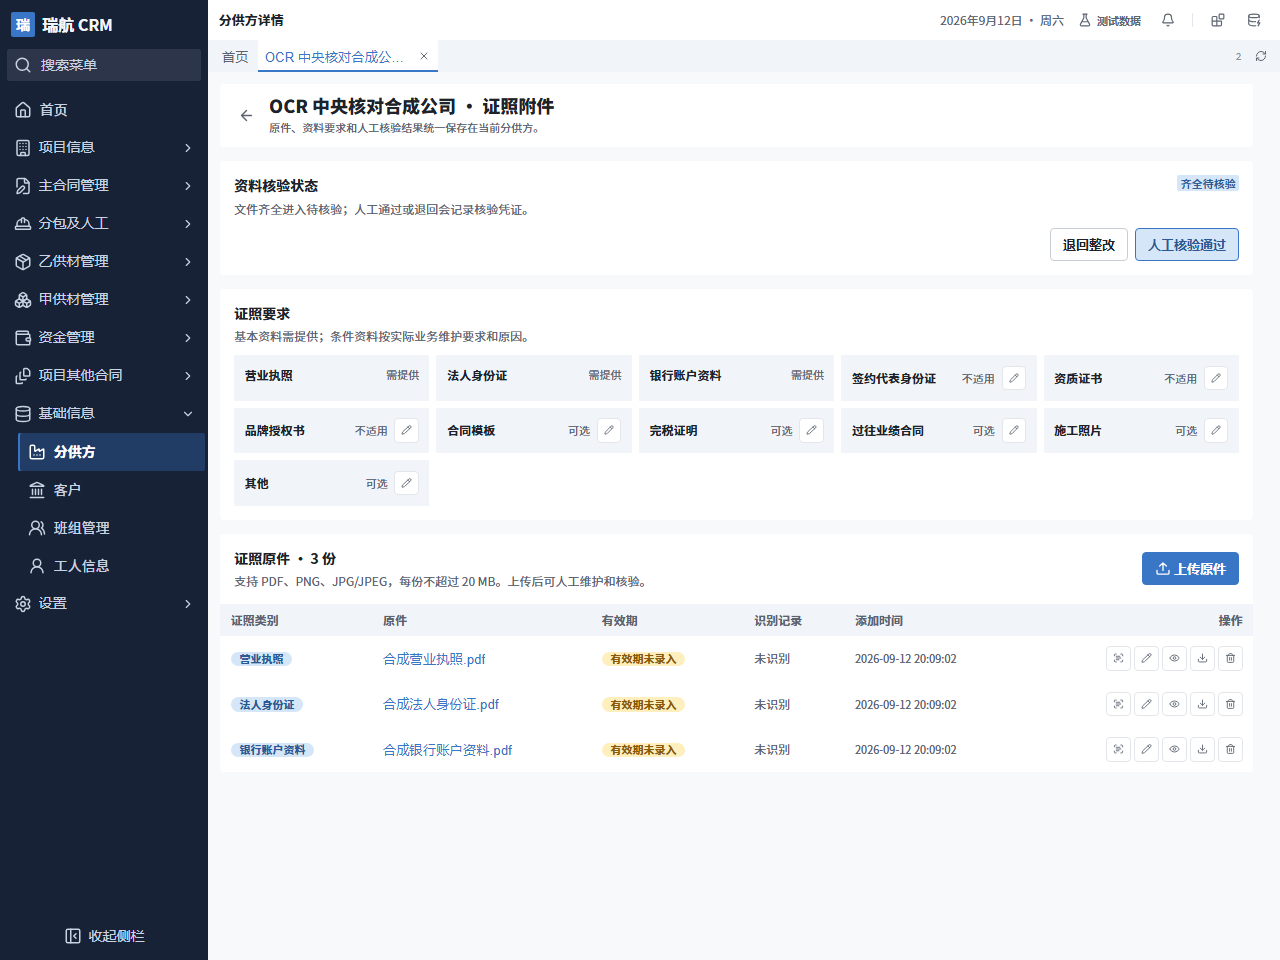 瑞 瑞航 CRM
搜索菜单
首页
项目信息
主合同管理
分包及人工
乙供材管理
甲供材管理
资金管理
项目其他合同
基础信息
分供方
客户
班组管理
工人信息
设置
收起侧栏
分供方详情
2026年9月12日 · 周六 测试数据
首页 OCR 中央核对合成公... 2
OCR 中央核对合成公司 · 证照附件
原件、资料要求和人工核验结果统一保存在当前分供方。
资料核验状态 齐全待核验
文件齐全进入待核验；人工通过或退回会记录核验凭证。
退回整改 人工核验通过
证照要求
基本资料需提供；条件资料按实际业务维护要求和原因。
营业执照 需提供 法人身份证 需提供 银行账户资料 需提供 签约代表身份证 不适用 资质证书 不适用
品牌授权书 不适用 合同模板 可选 完税证明 可选 过往业绩合同 可选 施工照片 可选
其他 可选
证照原件 · 3 份
支持 PDF、PNG、JPG/JPEG，每份不超过 20 MB。上传后可人工维护和核验。
上传原件
证照类别 原件 有效期 识别记录 添加时间 操作
营业执照 合成营业执照.pdf 有效期未录入 未识别 2026-09-12 20:09:02
法人身份证 合成法人身份证.pdf 有效期未录入 未识别 2026-09-12 20:09:02
银行账户资料 合成银行账户资料.pdf 有效期未录入 未识别 2026-09-12 20:09:02